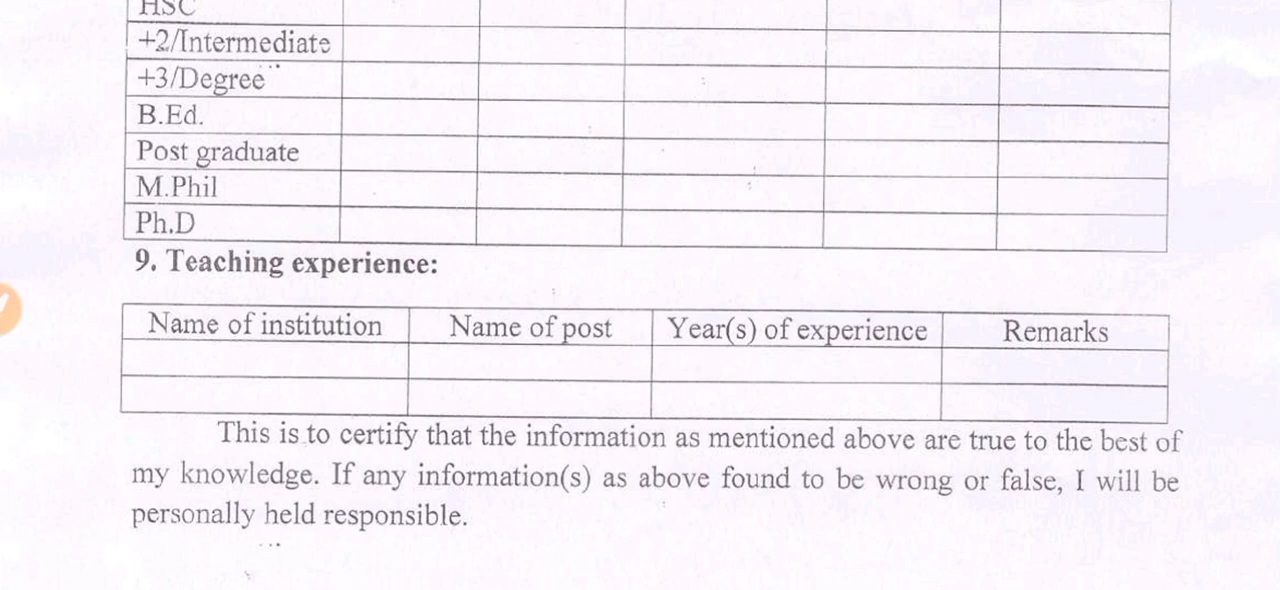 HSC
+2/Intermediate
+3/Degree
B.Ed.
Post graduate
M.Phil
Ph.D
9. Teaching experience:
Name of institution Name of post Year(s) of experience Remarks
This is to certify that the information as mentioned above are true to the best of
my knowledge. If any information(s) as above found to be wrong or false, I will be
personally held responsible.